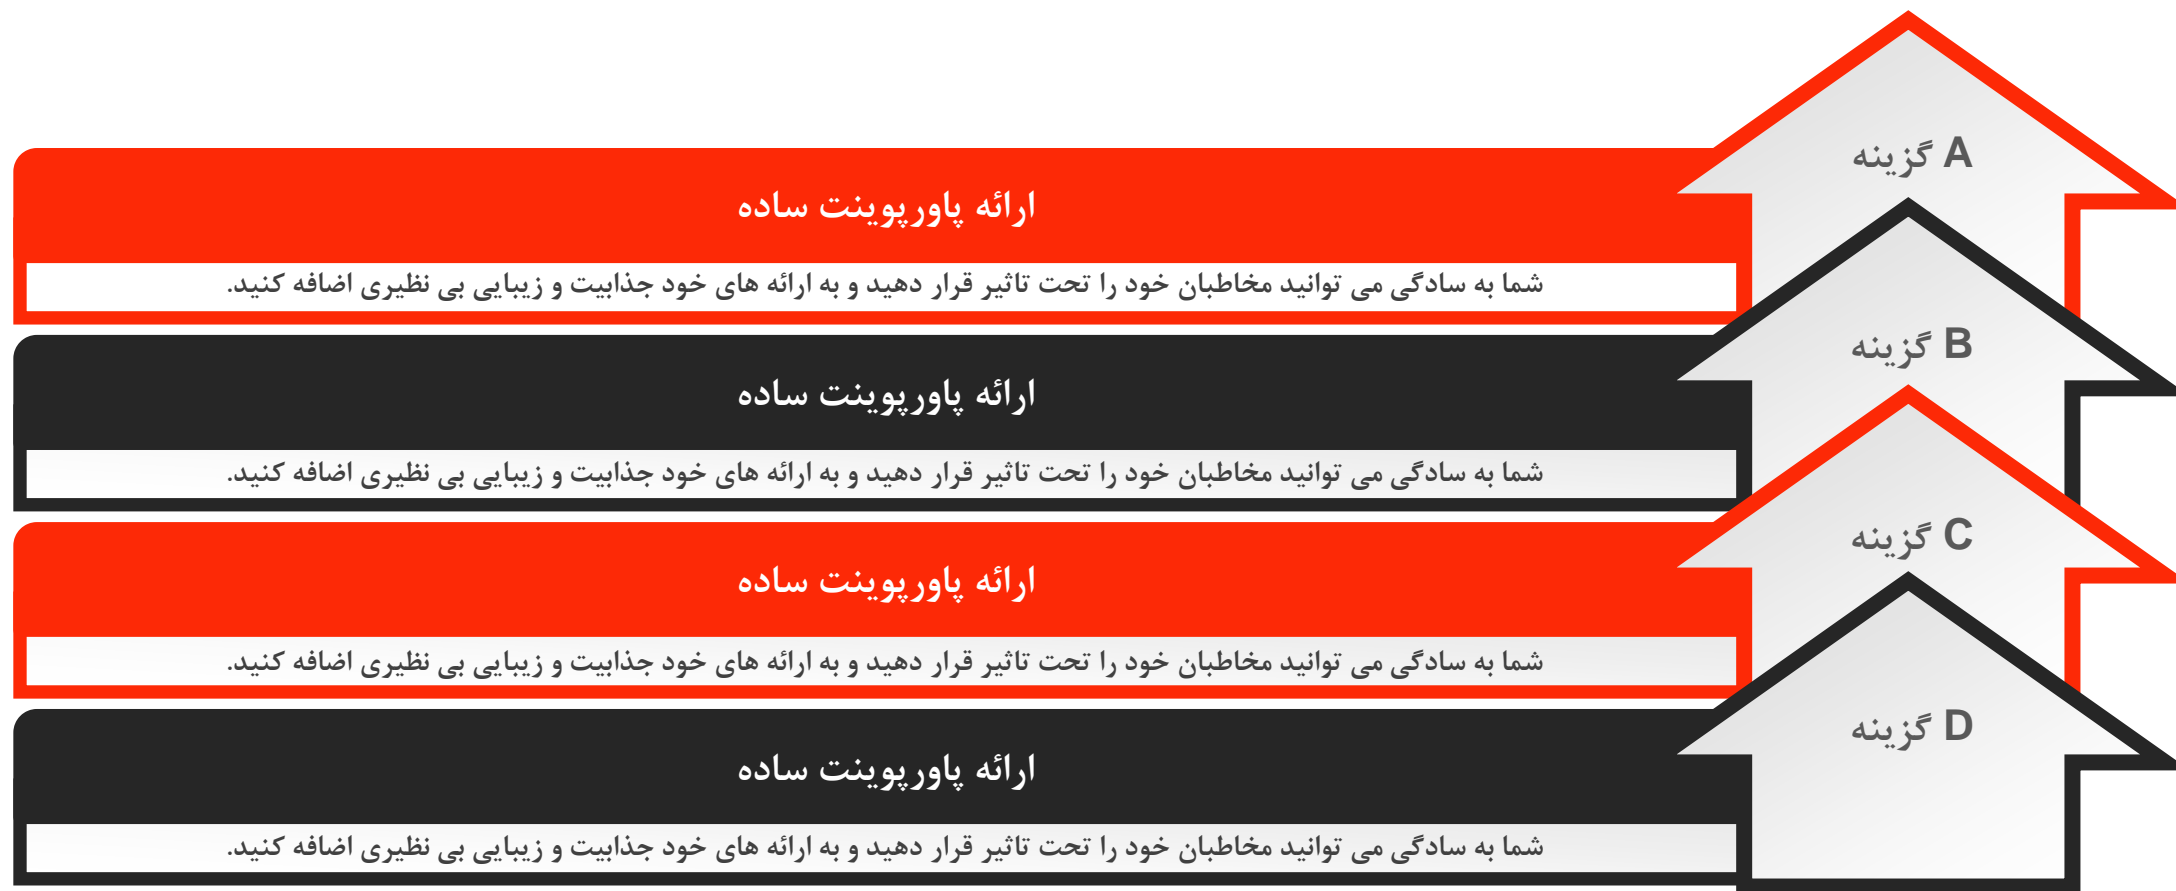 گزینه A
ارائه پاورپوینت ساده
شما به سادگی می توانید مخاطبان خود را تحت تاثیر قرار دهید و به ارائه های خود جذابیت و زیبایی بی نظیری اضافه کنید.
گزینه B
ارائه پاورپوینت ساده
شما به سادگی می توانید مخاطبان خود را تحت تاثیر قرار دهید و به ارائه های خود جذابیت و زیبایی بی نظیری اضافه کنید.
گزینه C
ارائه پاورپوینت ساده
شما به سادگی می توانید مخاطبان خود را تحت تاثیر قرار دهید و به ارائه های خود جذابیت و زیبایی بی نظیری اضافه کنید.
گزینه D
ارائه پاورپوینت ساده
شما به سادگی می توانید مخاطبان خود را تحت تاثیر قرار دهید و به ارائه های خود جذابیت و زیبایی بی نظیری اضافه کنید.